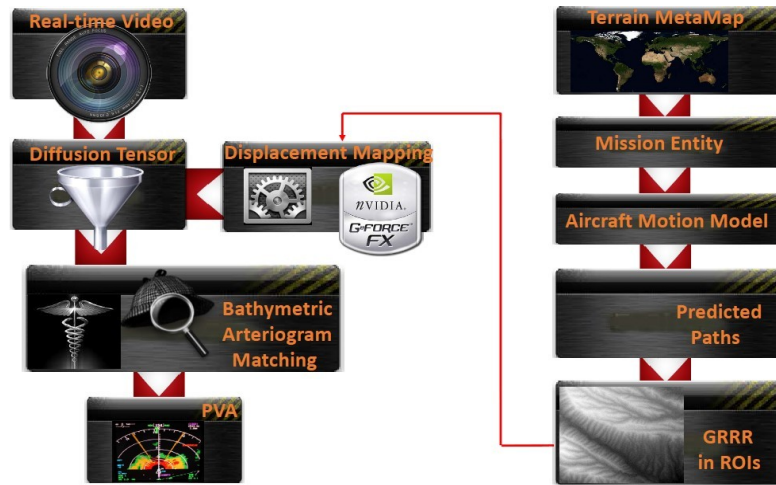 Real-time Video
Diffusion Tensor
Displacement Mapping
nVIDIA.
G-FORCE
FX
Bathymetric
Arteriogram
Matching
PVA
Terrain MetaMap
Mission Entity
Aircraft Motion Model
Predicted
Paths
GRRR
in ROIs